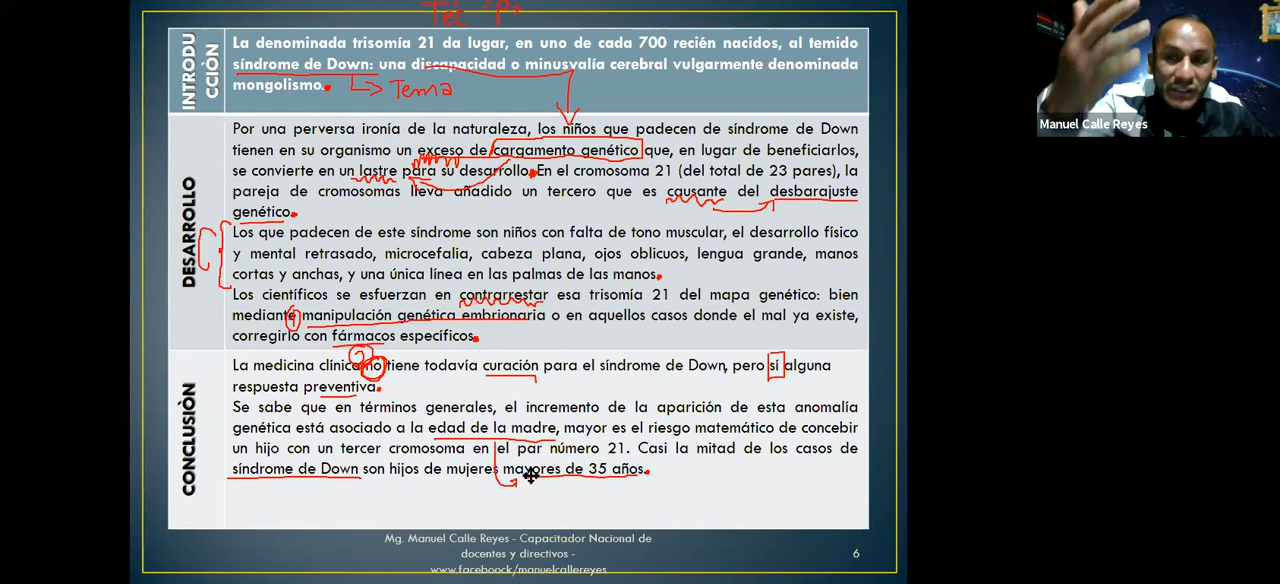 Téc
INTRODU
CCIÓN
La denominada trisomía 21 da lugar, en uno de cada 700 recién nacidos, al temido
síndrome de Down: una discapacidad o minusvalía cerebral vulgarmente denominada
mongolismo.
Tema
DESARROLLO
Por una perversa ironía de la naturaleza, los niños que padecen de síndrome de Down
tienen en su organismo un exceso de cargamento genético que, en lugar de beneficiarlos,
se convierte en un lastre para su desarrollo. En el cromosoma 21 (del total de 23 pares), la
pareja de cromosomas lleva añadido un tercero que es causante del desbarajuste
genético.
Los que padecen de este síndrome son niños con falta de tono muscular, el desarrollo físico
y mental retrasado, microcefalia, cabeza plana, ojos oblicuos, lengua grande, manos
cortas y anchas, y una única línea en las palmas de las manos.
Los científicos se esfuerzan en contrarrestar esa trisomía 21 del mapa genético: bien
mediante manipulación genética embrionaria o en aquellos casos donde el mal ya existe,
1
corregirlo con fármacos específicos.
2
CONCLUSIÒN
La medicina clínica no tiene todavía curación para el síndrome de Down, pero sí alguna
respuesta preventiva.
Se sabe que en términos generales, el incremento de la aparición de esta anomalía
genética está asociado a la edad de la madre, mayor es el riesgo matemático de concebir
un hijo con un tercer cromosoma en el par número 21. Casi la mitad de los casos de
síndrome de Down son hijos de mujeres mayores de 35 años.
Mg. Manuel Calle Reyes - Capacitador Nacional de
docentes y directivos -
www.faceboock/manuelcallereyes
6
Manuel Calle Reyes